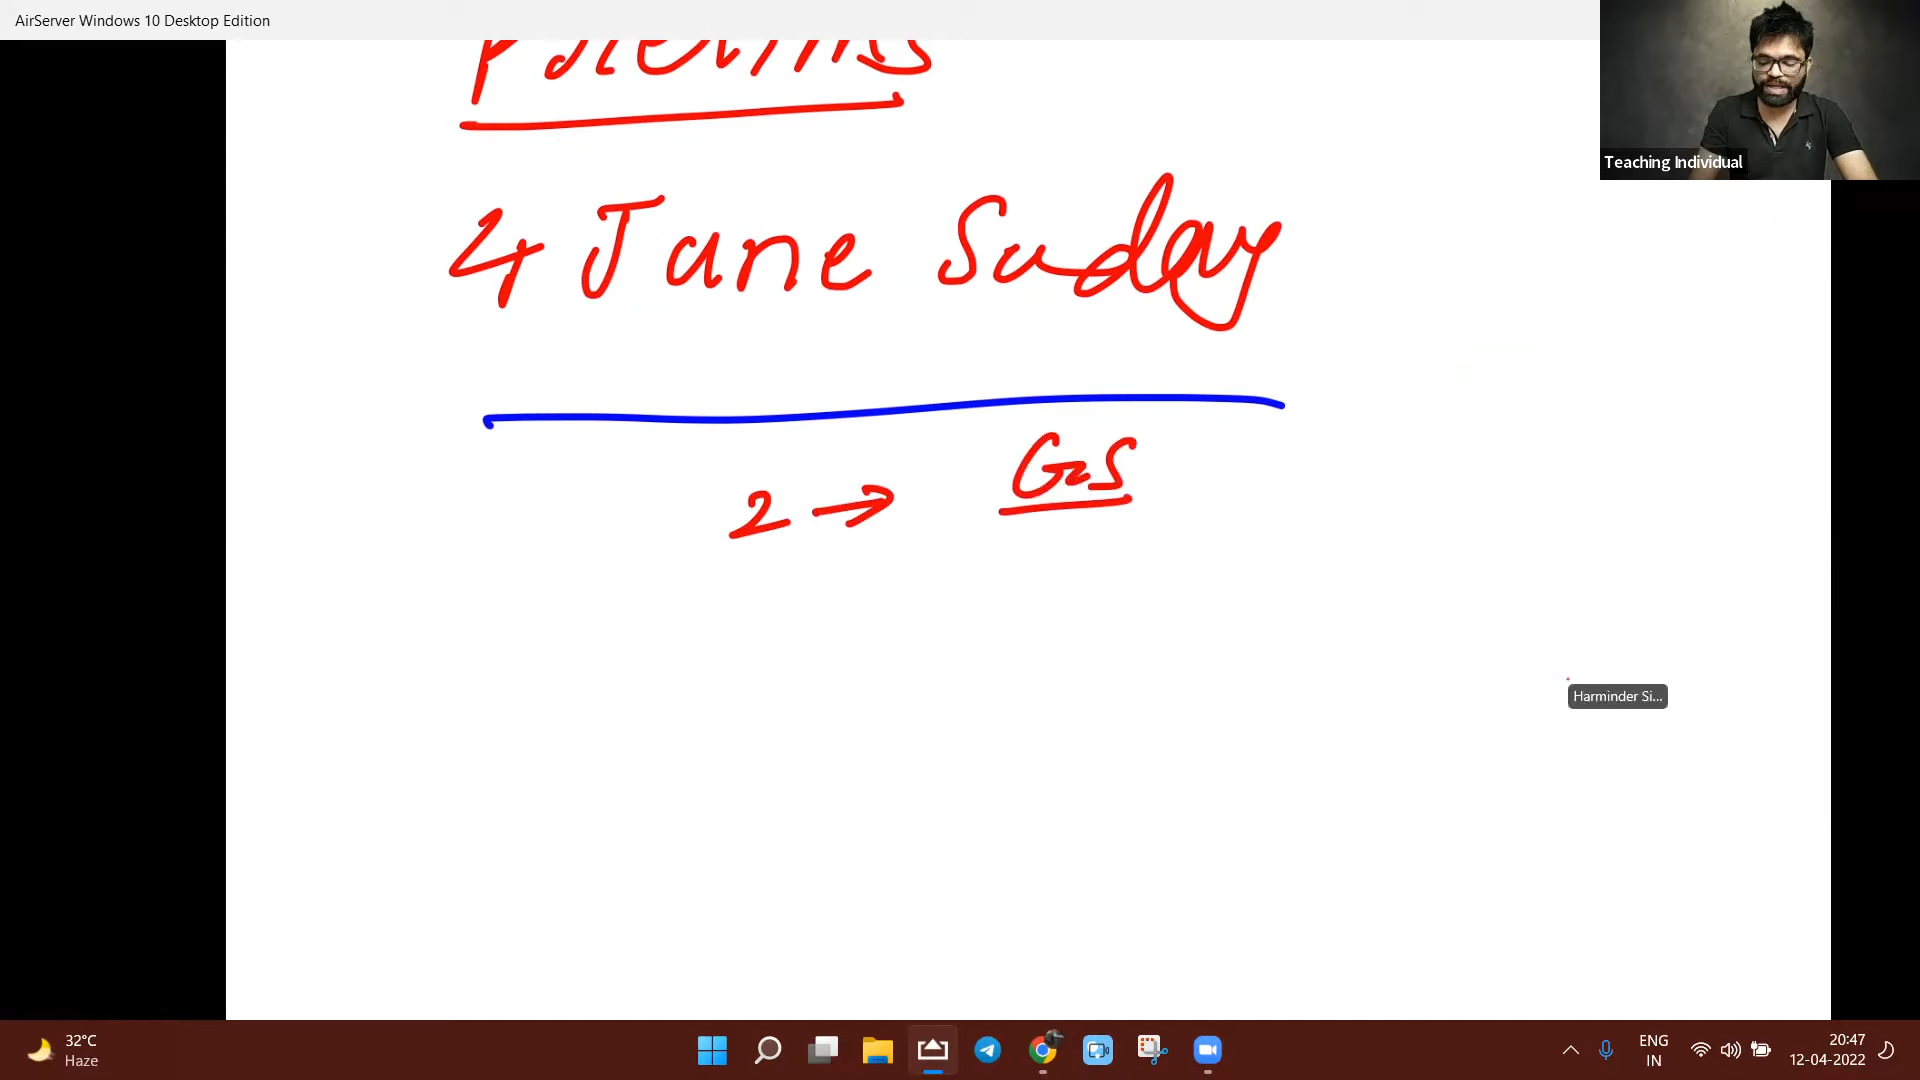 AirServer Windows 10 Desktop Edition
Teaching Individual
4 June Suday
GS
2 →
Harminder Si...
32°C
Haze
ENG
IN
20:47
12-04-2022